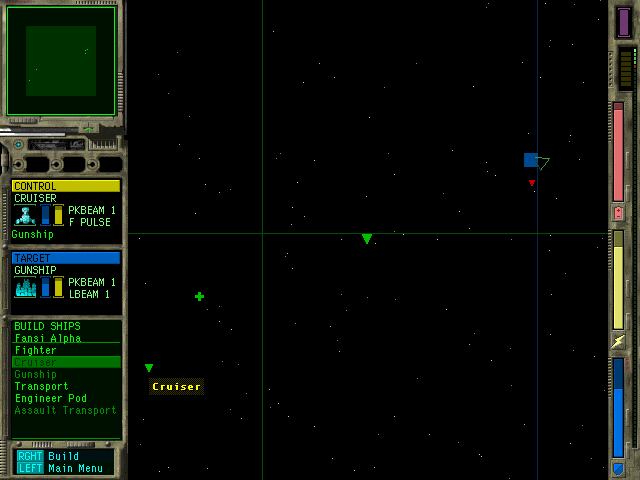 CONTROL
CRUISER
PKBEAM 1
F PULSE
Gunship
TARGET
GUNSHIP
PKBEAM 1
LBEAM 1
BUILD SHIPS
Fansi Alpha
Fighter
Cruiser
Gunship
Transport
Engineer Pod
Assault Transport
RGHT Build
LEFT Main Menu
Cruiser